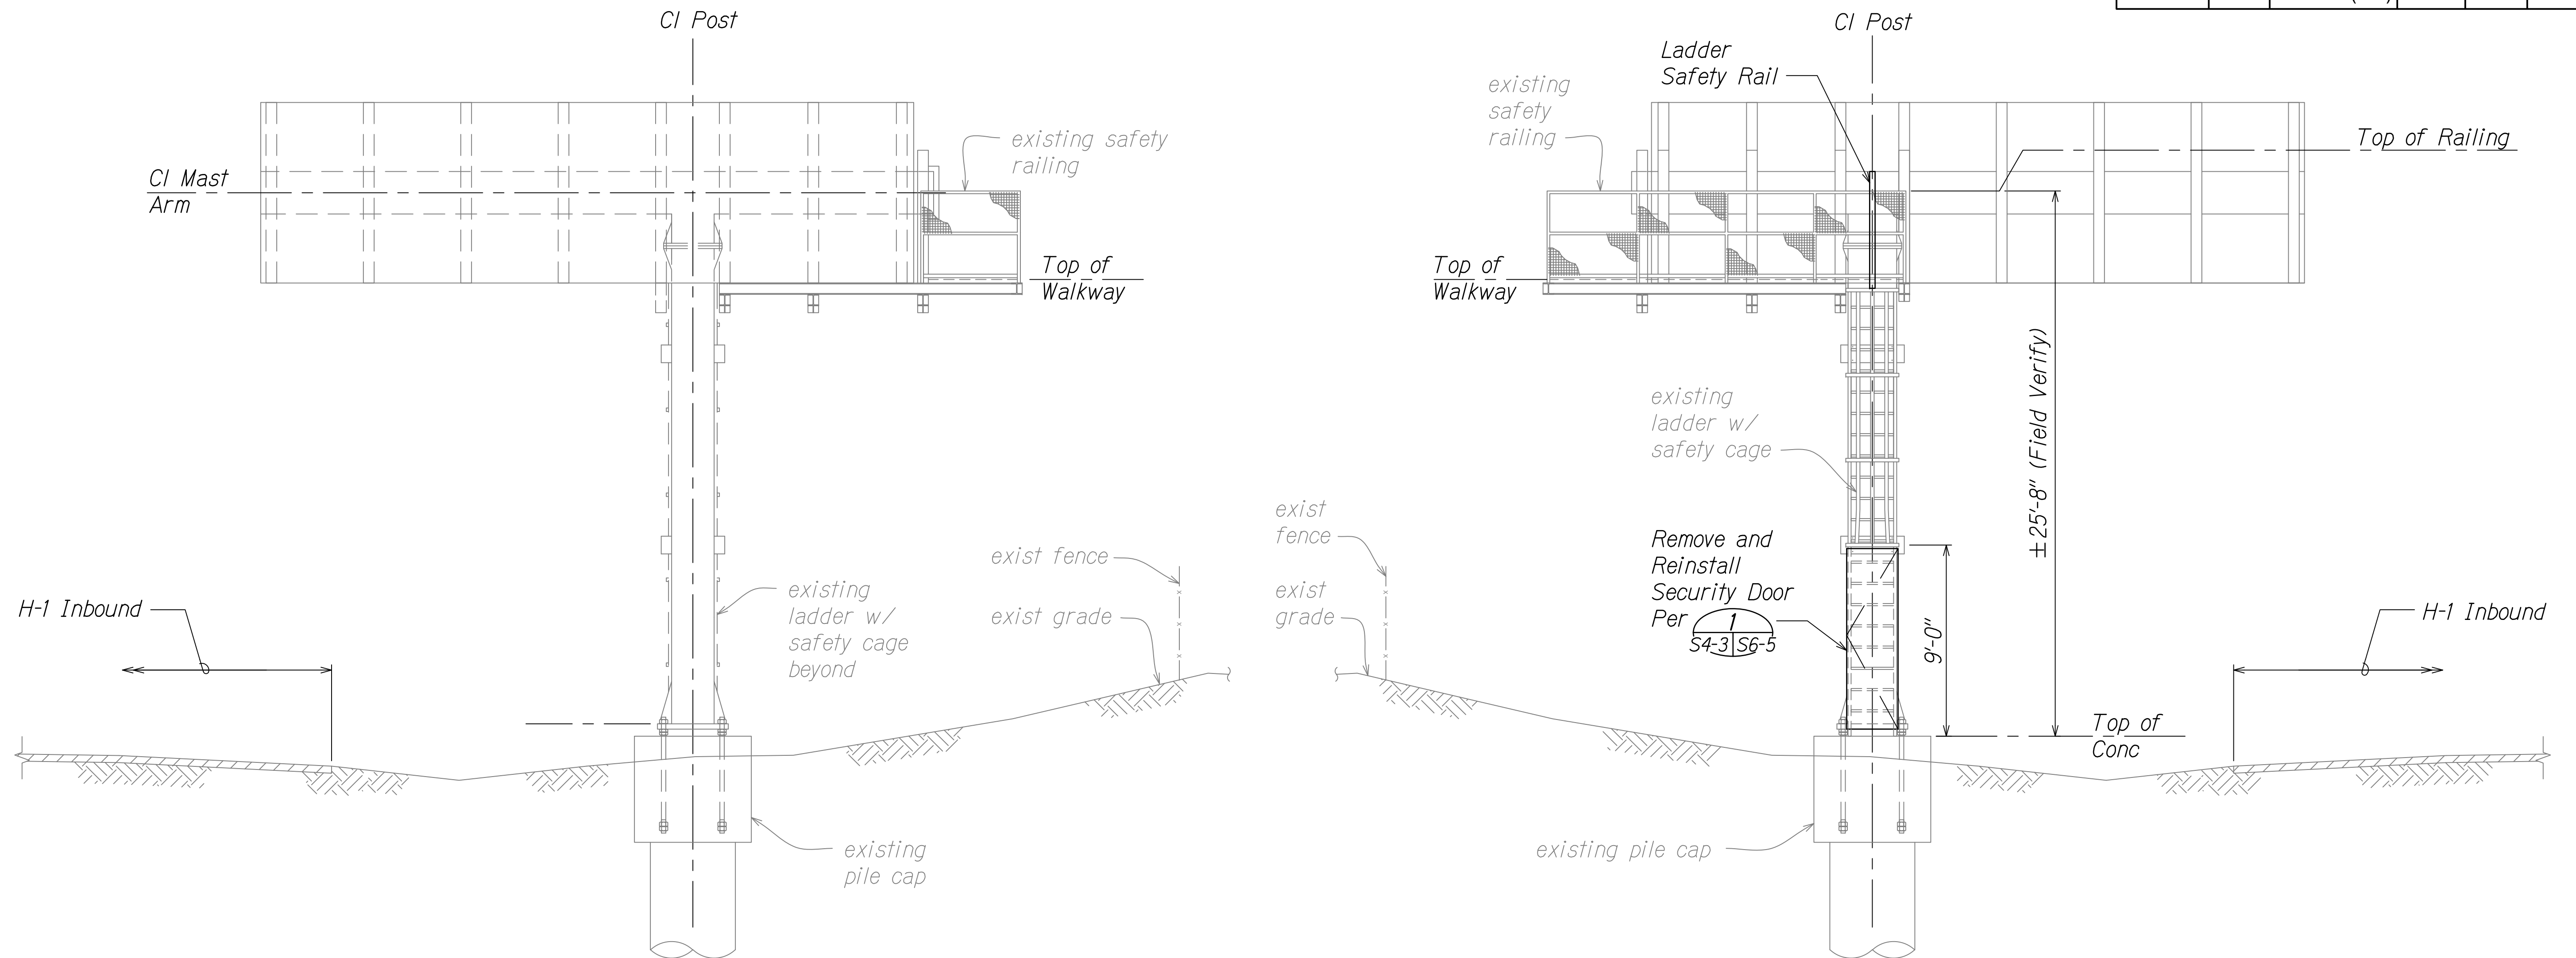 Cl Post
existing safety
railing
Cl Mast
Arm
Top of
Walkway
exist fence
existing
ladder w/
safety cage
beyond
exist grade
H-1 Inbound
existing
pile cap
Cl Post
Ladder
Safety Rail
existing
safety
railing
Top of Railing
Top of
Walkway
existing
ladder w/
safety cage
±25'-8" (Field Verify)
exist
fence
Remove and
Reinstall
Security Door
Per
1
S4-3 S6-5
exist
grade
9'-0"
H-1 Inbound
Top of
Conc
existing pile cap